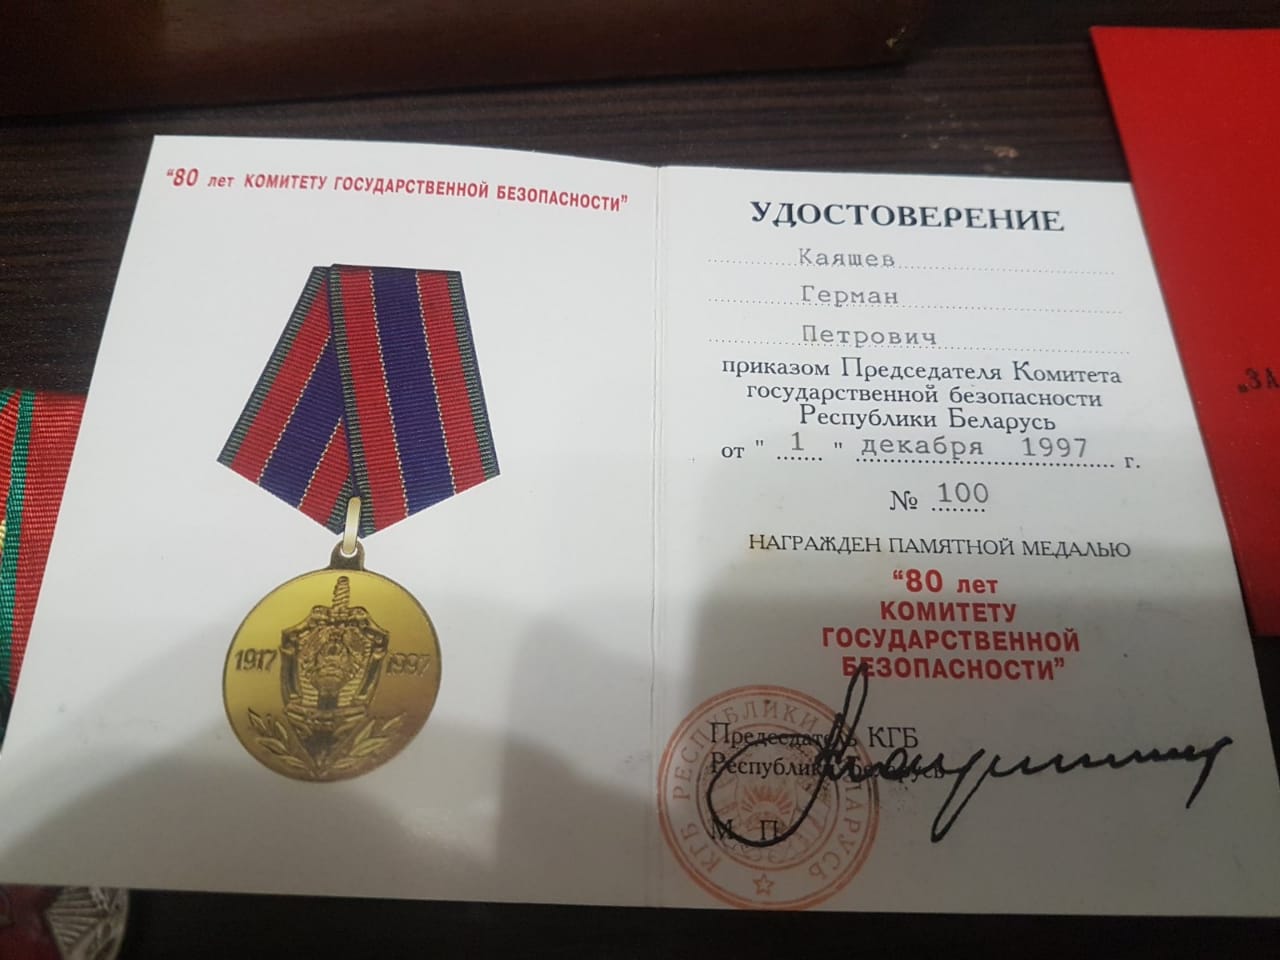 “80 лет КОМИТЕТУ ГОСУДАРСТВЕННОЙ БЕЗОПАСНОСТИ”
1917 1997
УДОСТОВЕРЕНИЕ
Каяшев
Герман
Петрович
приказом Председателя Комитета
государственной безопасности
Республики Беларусь
от " 1 " декабря 1997 г.
№ 100
НАГРАЖДЕН ПАМЯТНОЙ МЕДАЛЬЮ
“80 лет
КОМИТЕТУ
ГОСУДАРСТВЕННОЙ
БЕЗОПАСНОСТИ”
Председатель КГБ
Республики Беларусь
М П
КГБ РЕСПУБЛИКИ БЕЛАРУСЬ
„ЗА